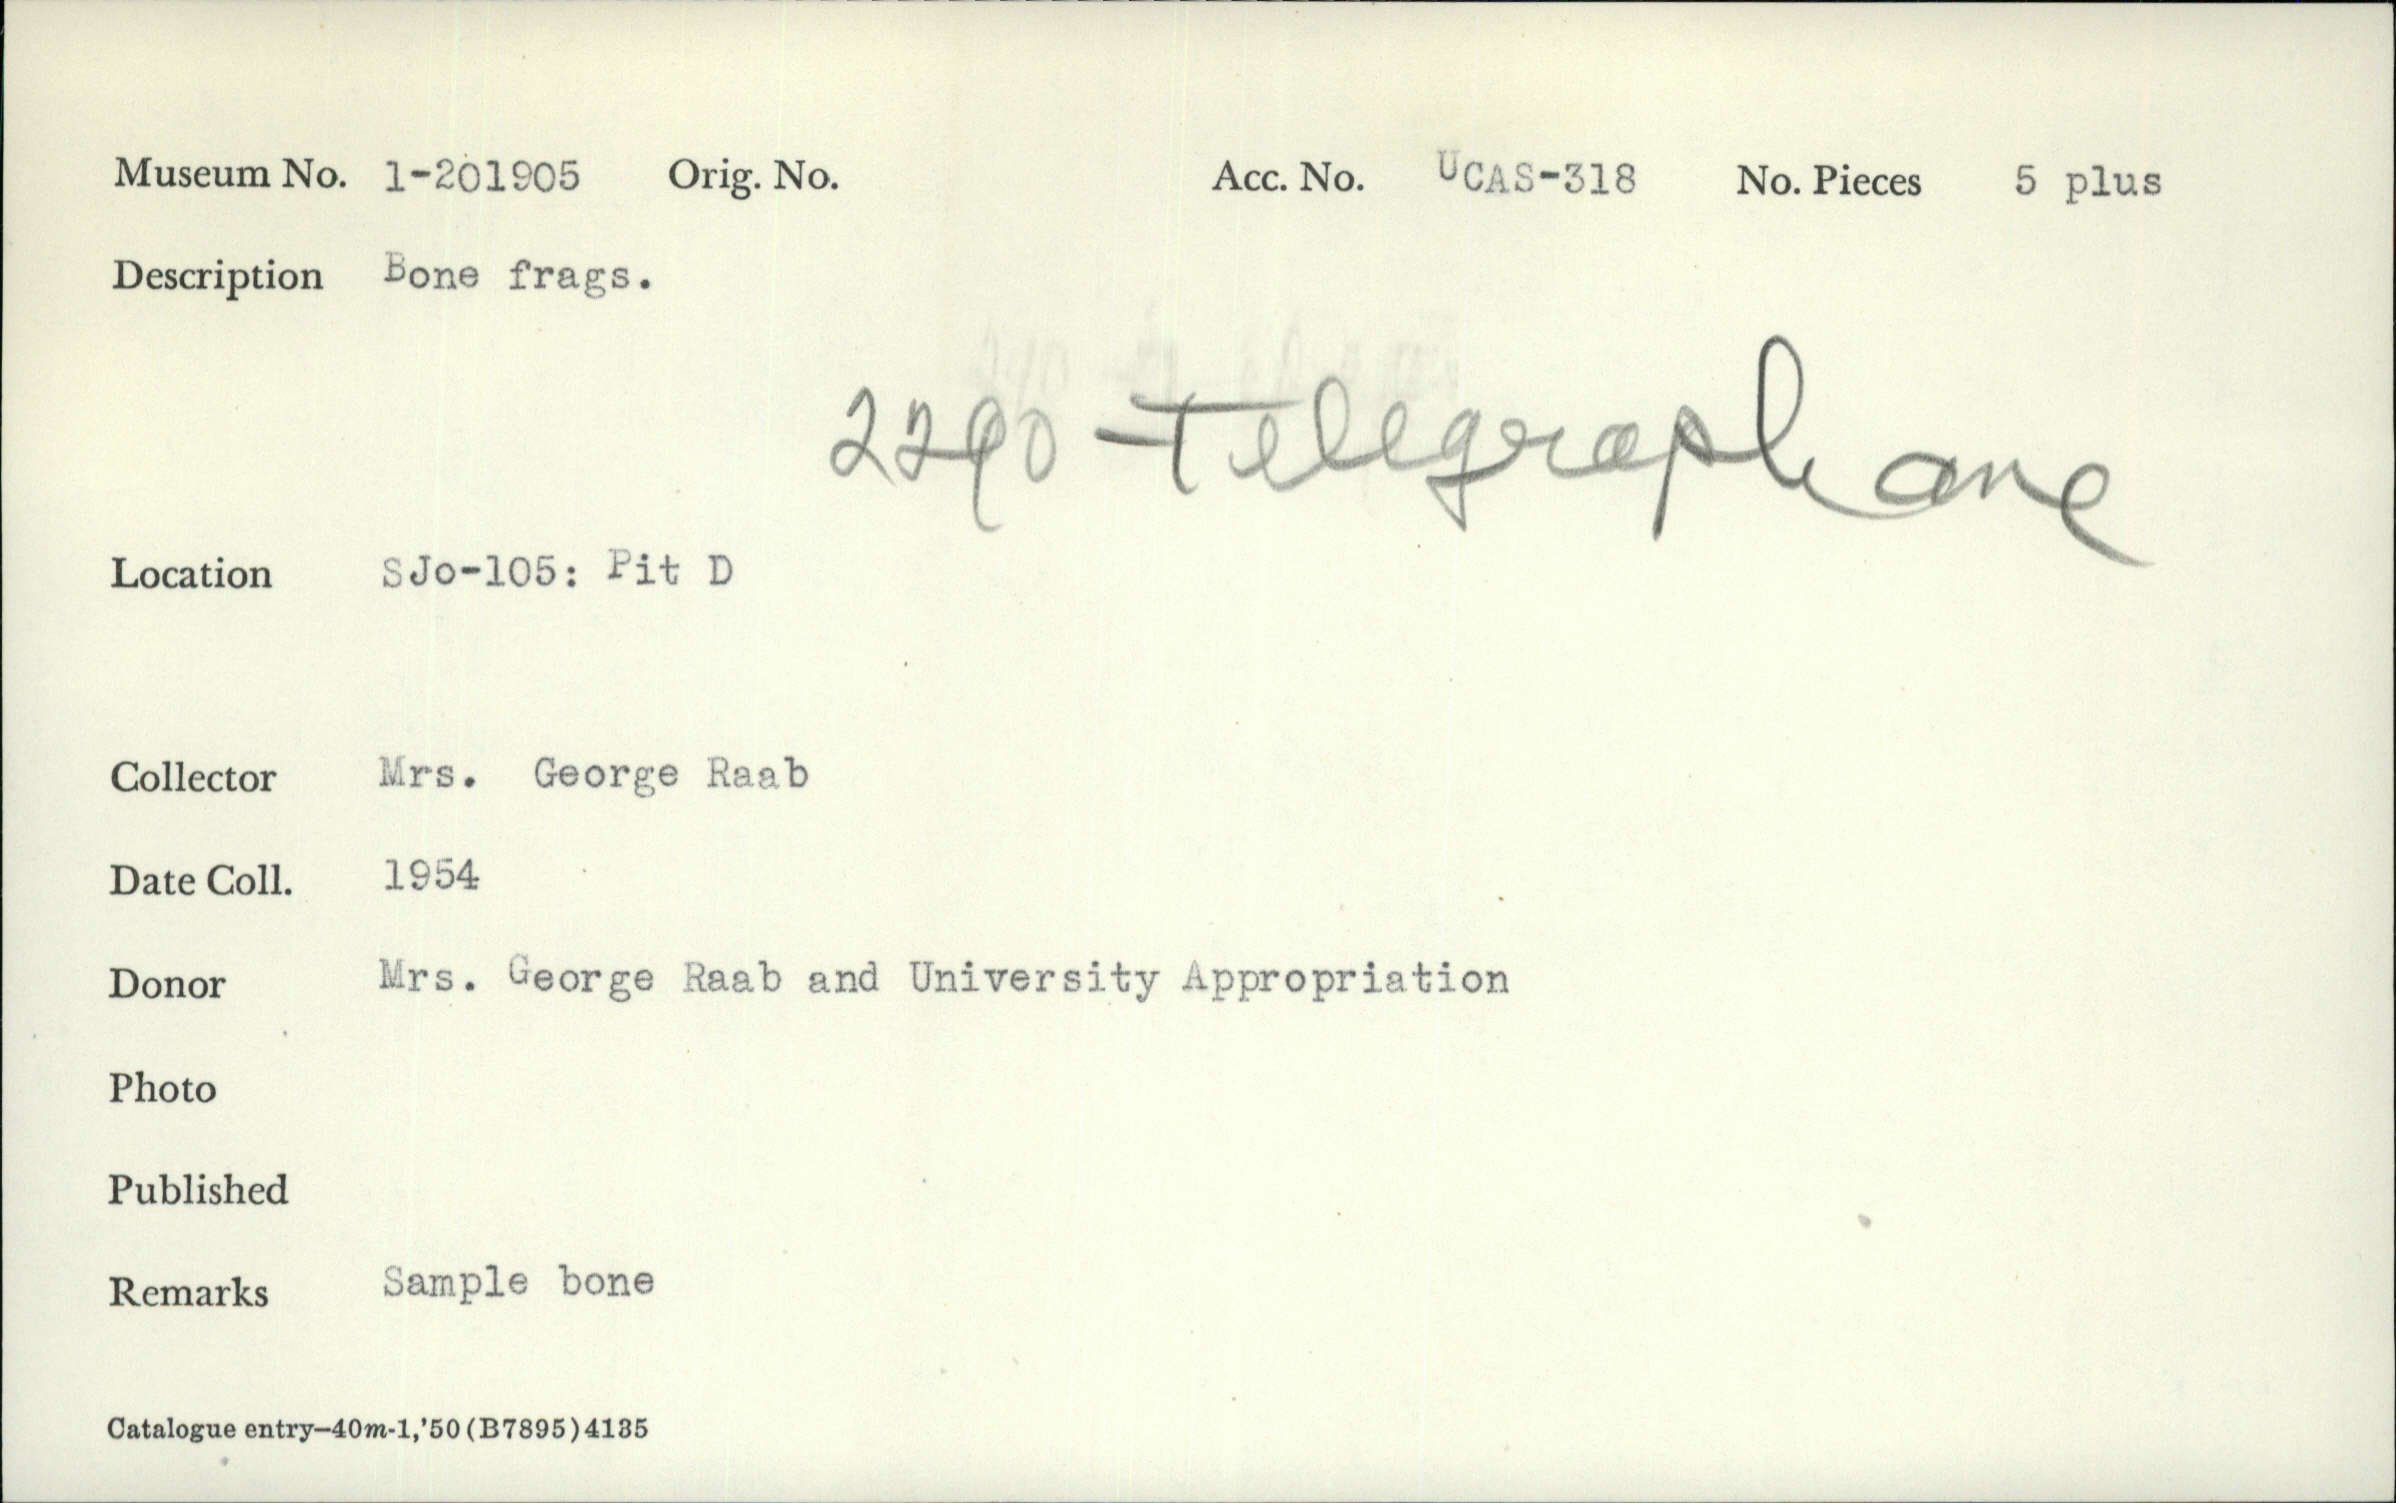 Museum No. 1-201905 Orig. No. Acc. No. UCAS-318 No. Pieces 5 plus
Description Bone frags.
2290 - Telegraph ave
Location SJo-105: Pit D
Collector Mrs. George Raab
Date Coll. 1954
Donor Mrs. George Raab and University Appropriation
Photo
Published
Remarks Sample bone
Catalogue entry—40m-1,'50 (B7895) 4135